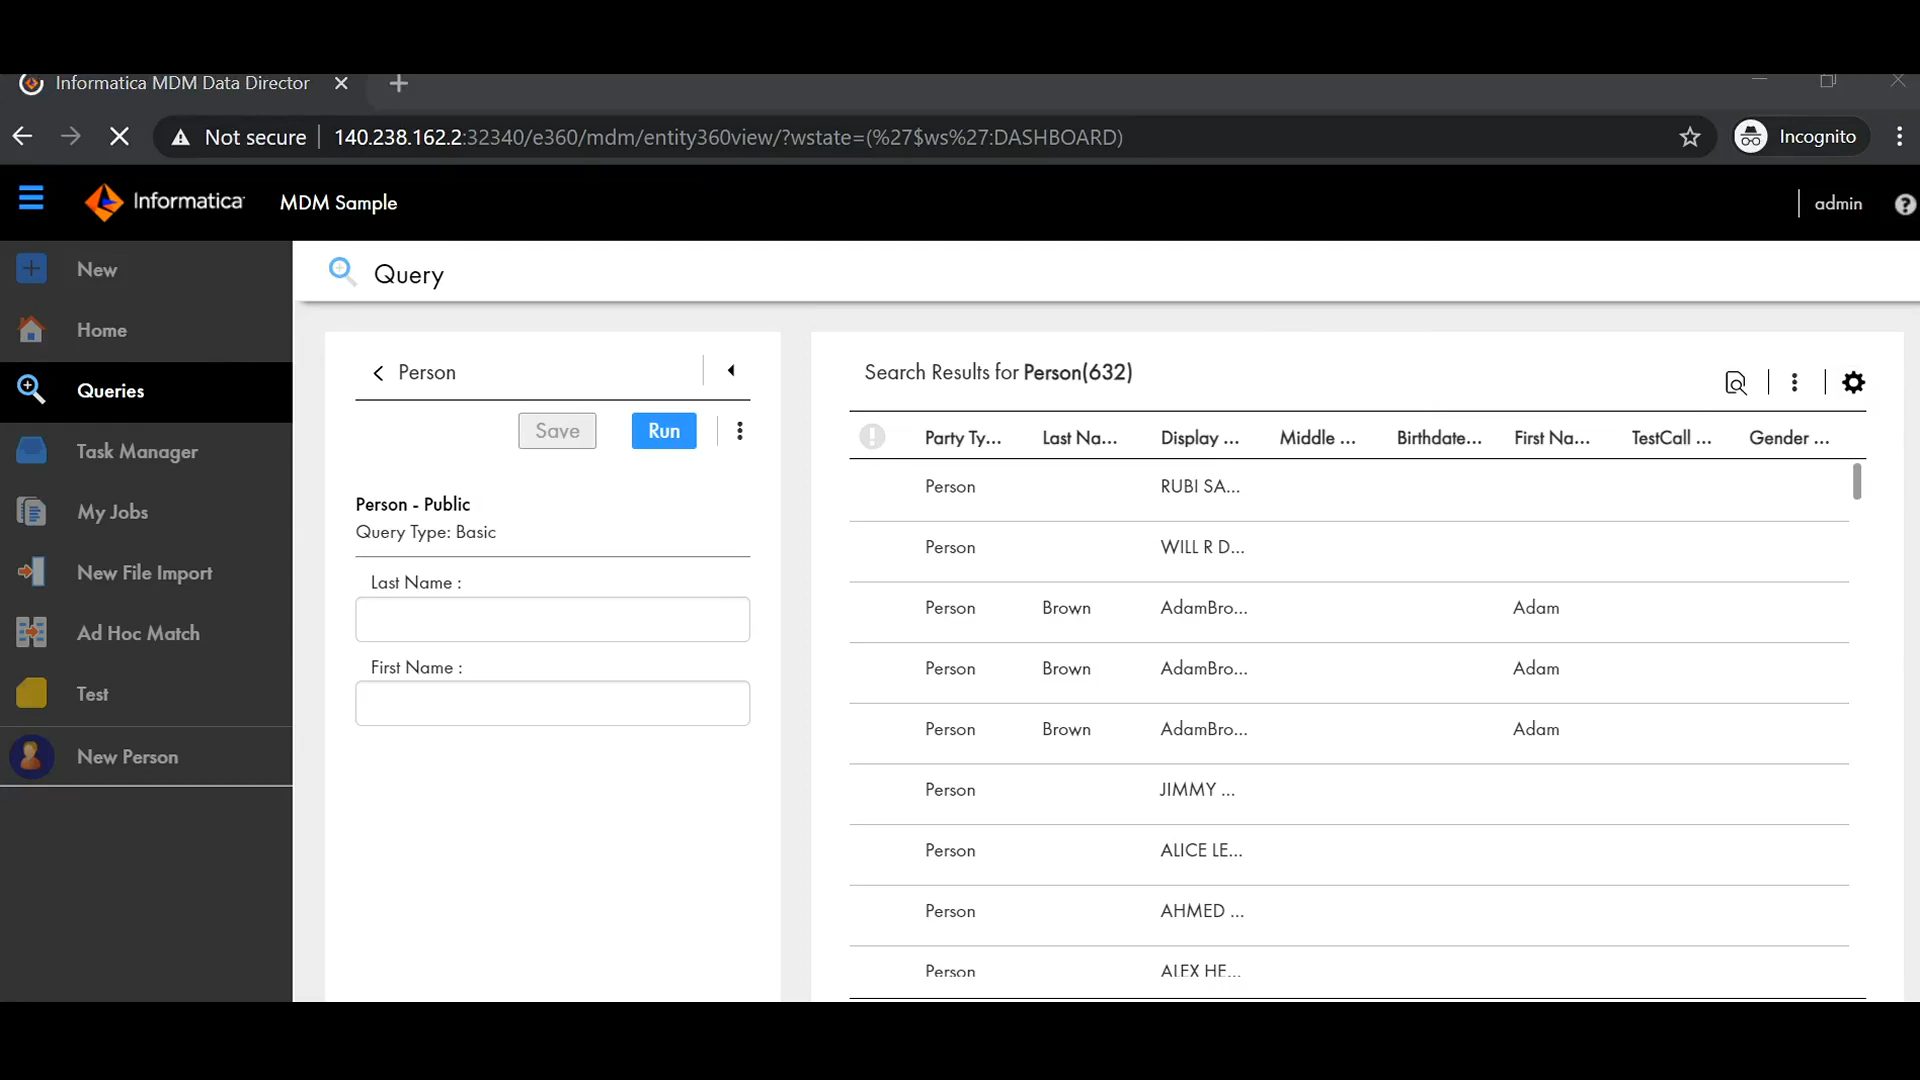 Informatica MDM Data Director
Not secure 140.238.162.2:32340/e360/mdm/entity360view/?wstate=(%27$ws%27:DASHBOARD) Incognito
Informatica MDM Sample admin ?
New
Home
Queries
Task Manager
My Jobs
New File Import
Ad Hoc Match
Test
New Person
Query
Person
Save Run
Person - Public
Query Type: Basic
Last Name :
First Name :
Search Results for Person(632)
Party Ty... Last Na... Display ... Middle ... Birthdate... First Na... TestCall ... Gender ...
Person RUBI SA...
Person WILL R D...
Person Brown AdamBro... Adam
Person Brown AdamBro... Adam
Person Brown AdamBro... Adam
Person JIMMY ...
Person ALICE LE...
Person AHMED ...
Person ALEX HE...